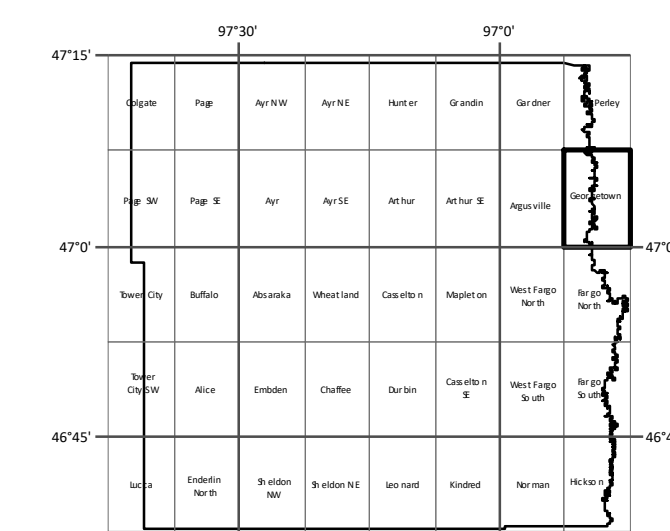 97°30' 97°0'
47°15'
Colgate Page Ayr NW Ayr NE Hunter Grandin Gardner Perley
Page SW Page SE Ayr Ayr SE Arthur Arthur SE Argusville Georgetown
47°0' 47°0
Tower City Buffalo Absaraka Wheatland Casselton Mapleton West Fargo North Fargo North
Tower City SW Alice Embden Chaffee Durbin Casselton SE West Fargo South Fargo South
46°45' 46°4
Lucca Enderlin North Sheldon NW Sheldon NE Leonard Kindred Norman Hickson